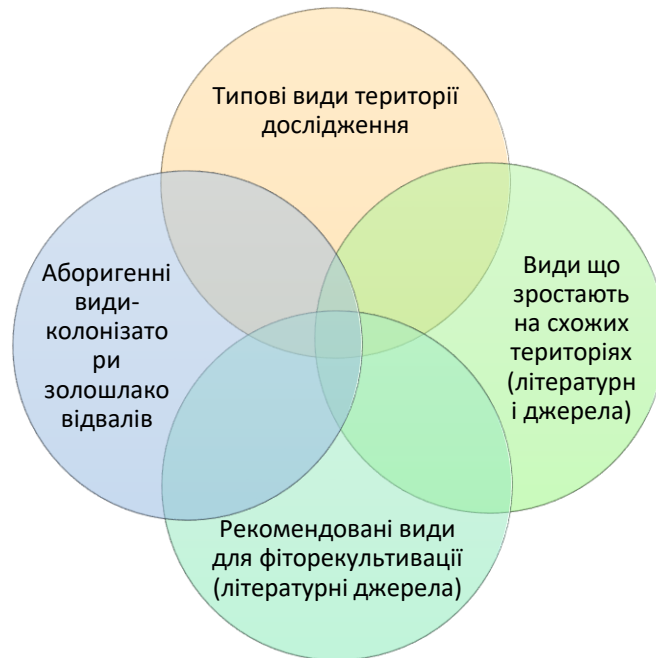 Типові види території
дослідження
Аборигенні
види-
колонізато
ри
золошлако
відвалів
Види що
зростають
на схожих
територіях
(літературн
і джерела)
Рекомендовані види
для фіторекультивації
(літературні джерела)